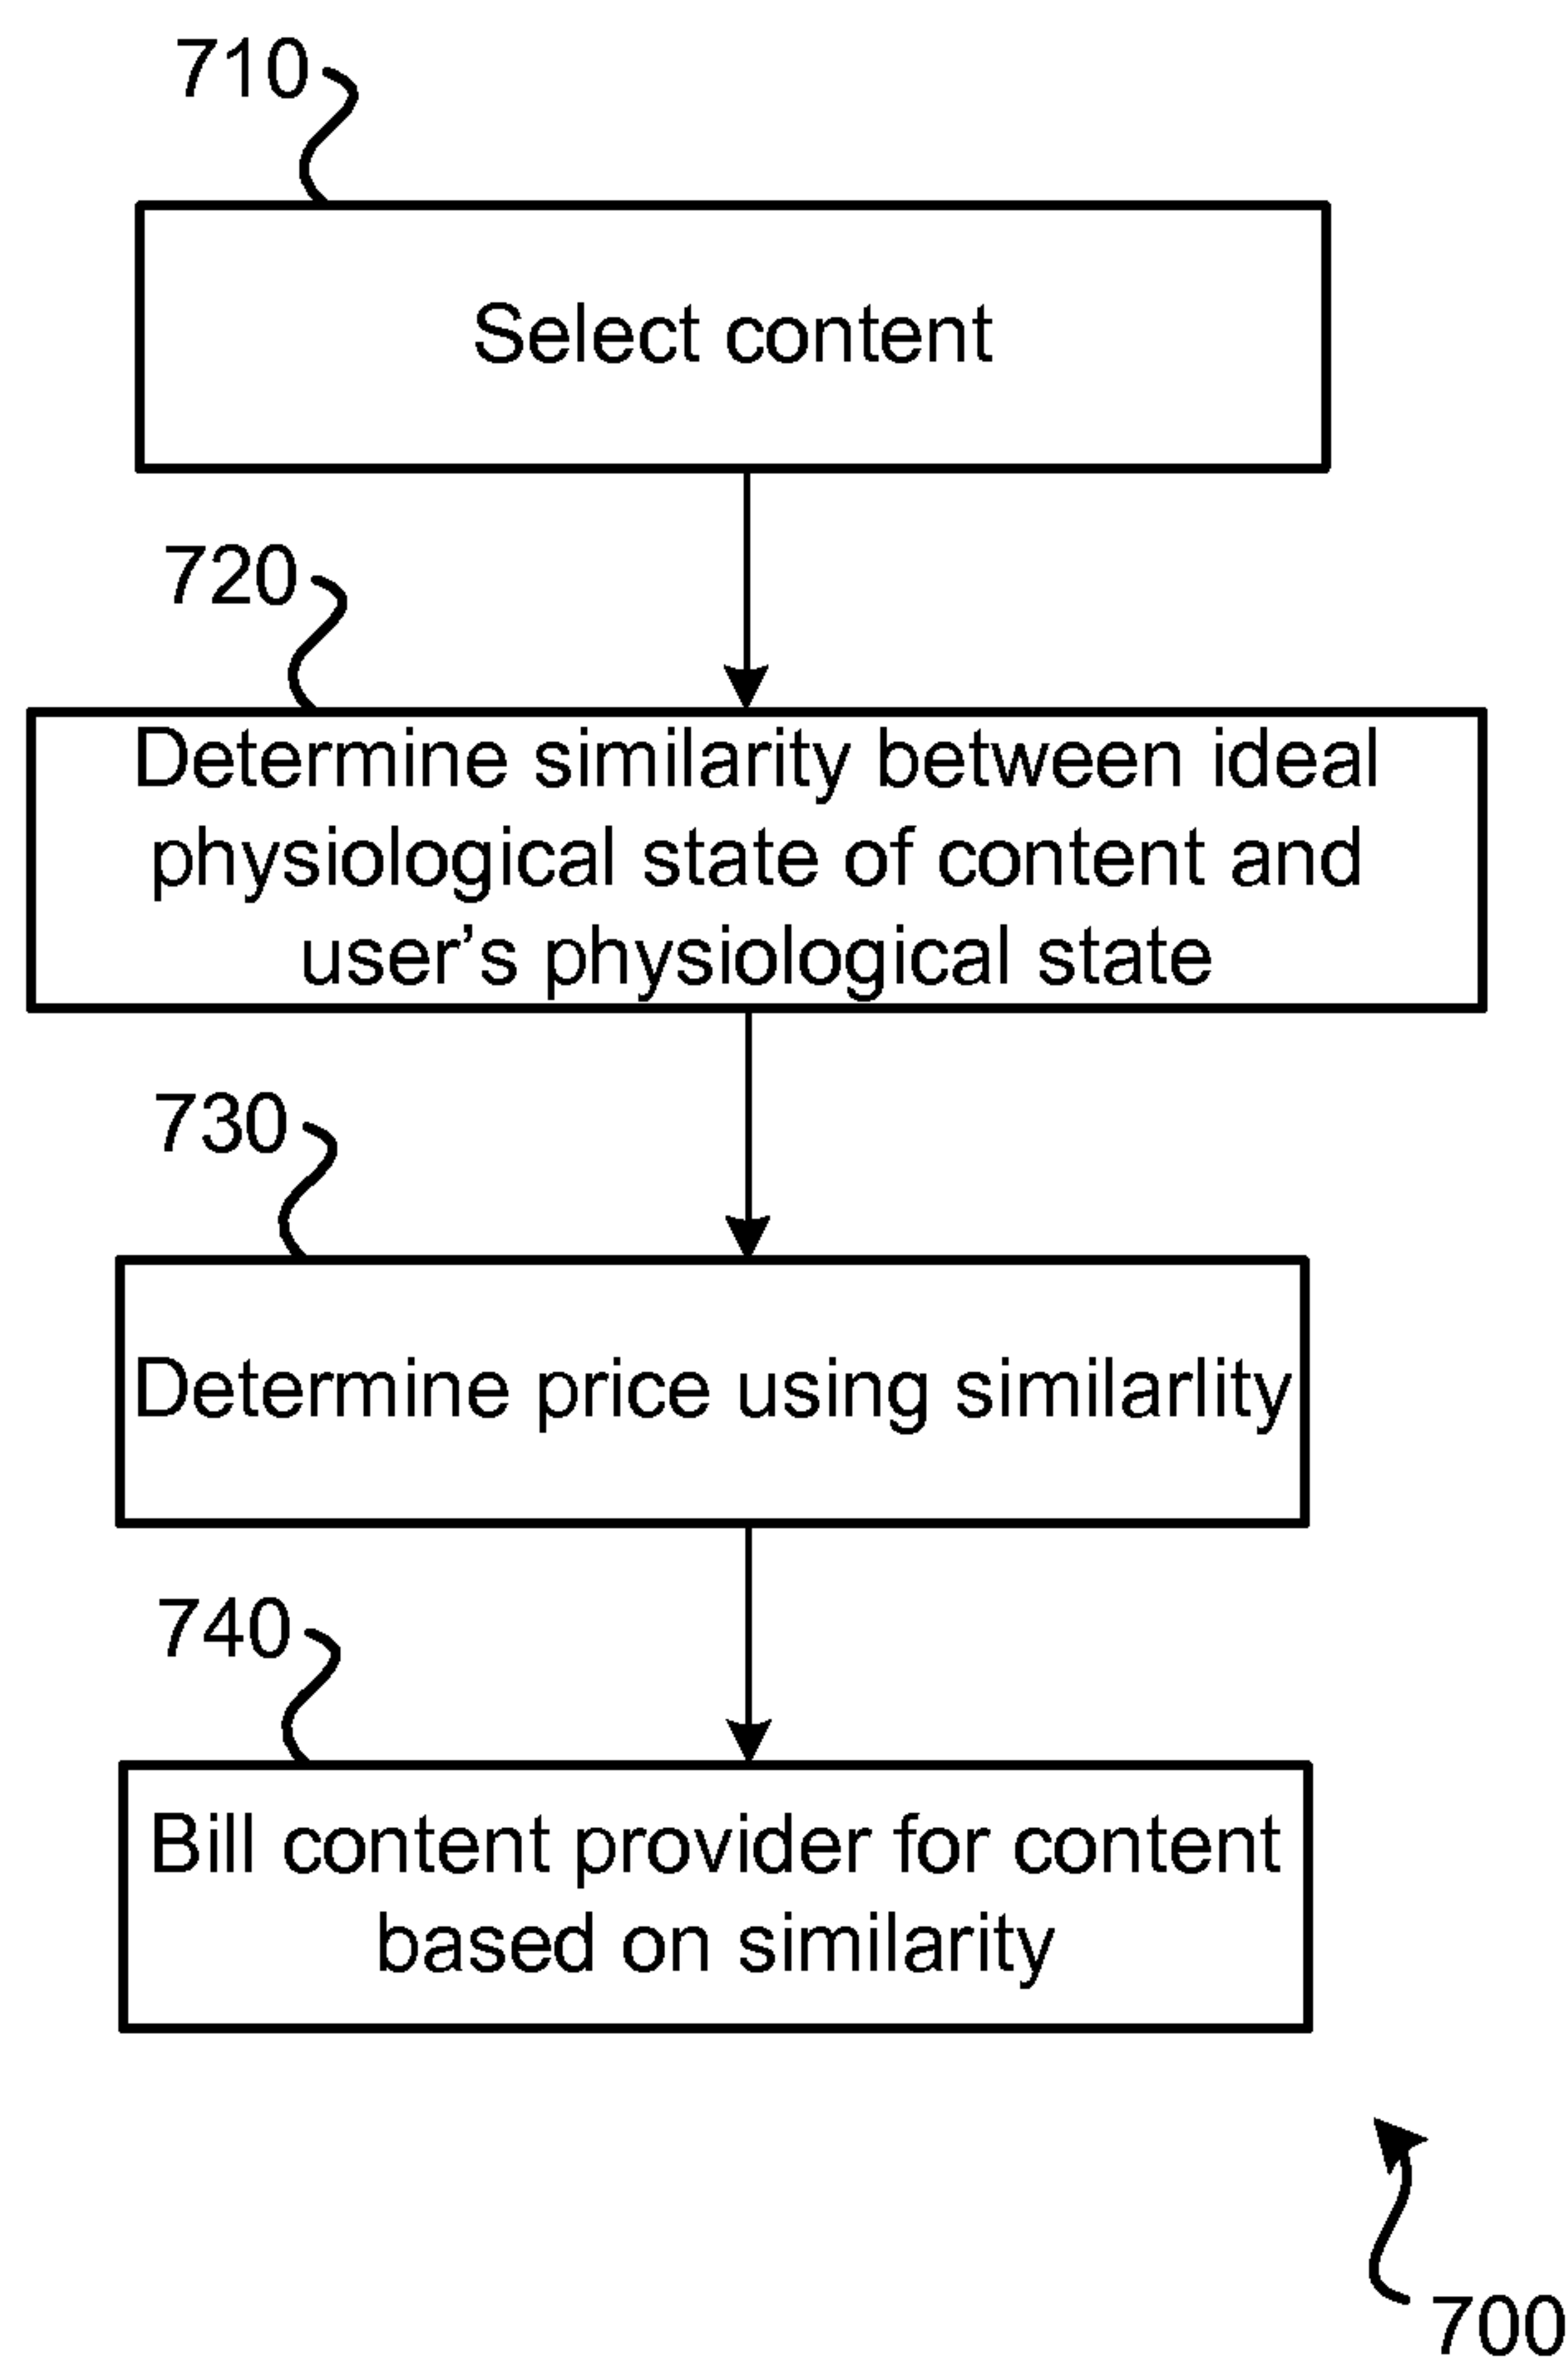 710
Select content
720
Determine similarity between ideal
physiological state of content and
user's physiological state
730
Determine price using similarlity
740
Bill content provider for content
based on similarity
700